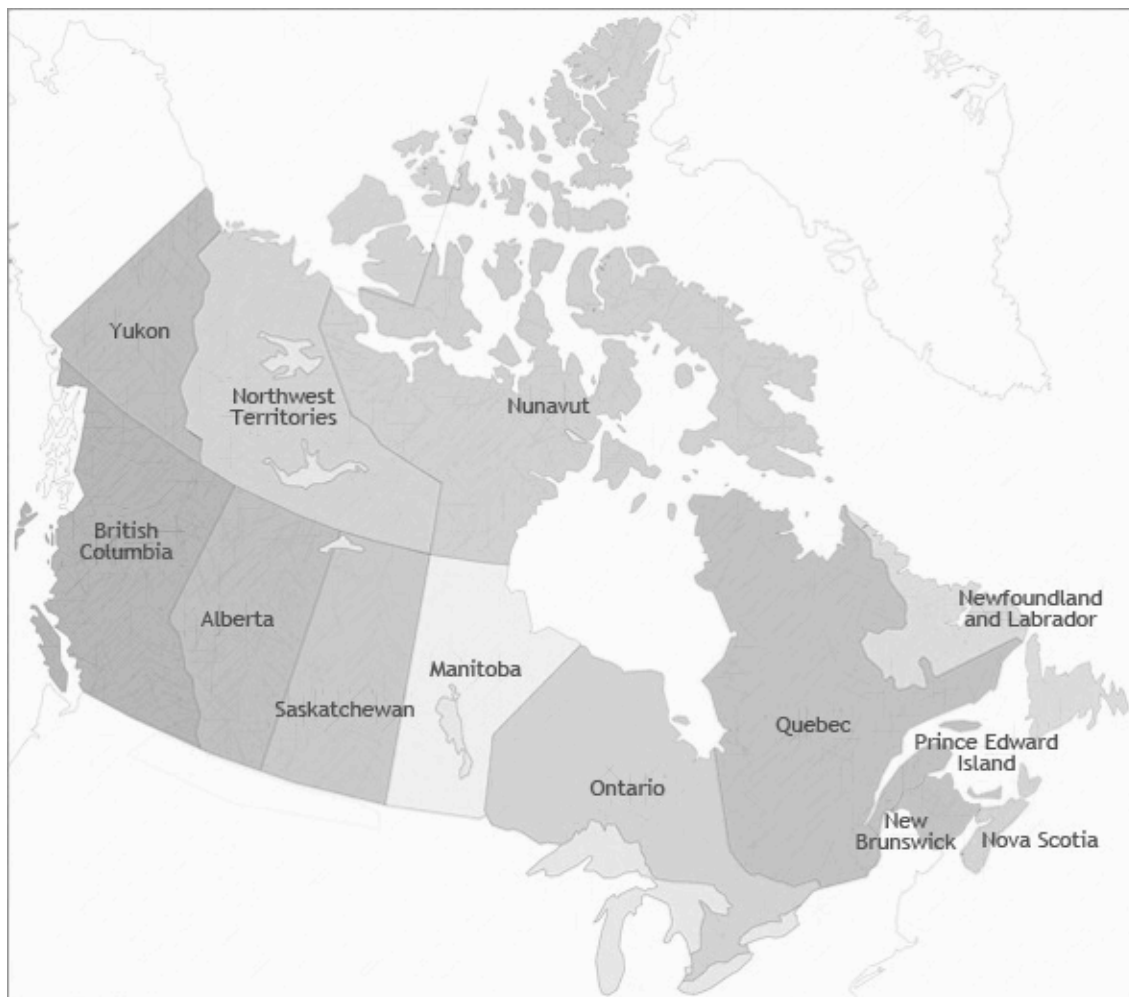 Yukon
Northwest
Territories
Nunavut
British
Columbia
Alberta
Saskatchewan
Manitoba
Ontario
Quebec
Newfoundland
and Labrador
Prince Edward
Island
New
Brunswick
Nova Scotia